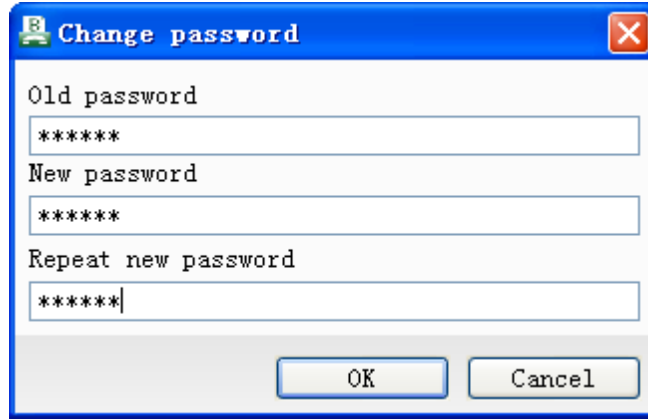 B
Change password
Old password
******
New password
******
Repeat new password
******
OK
Cancel